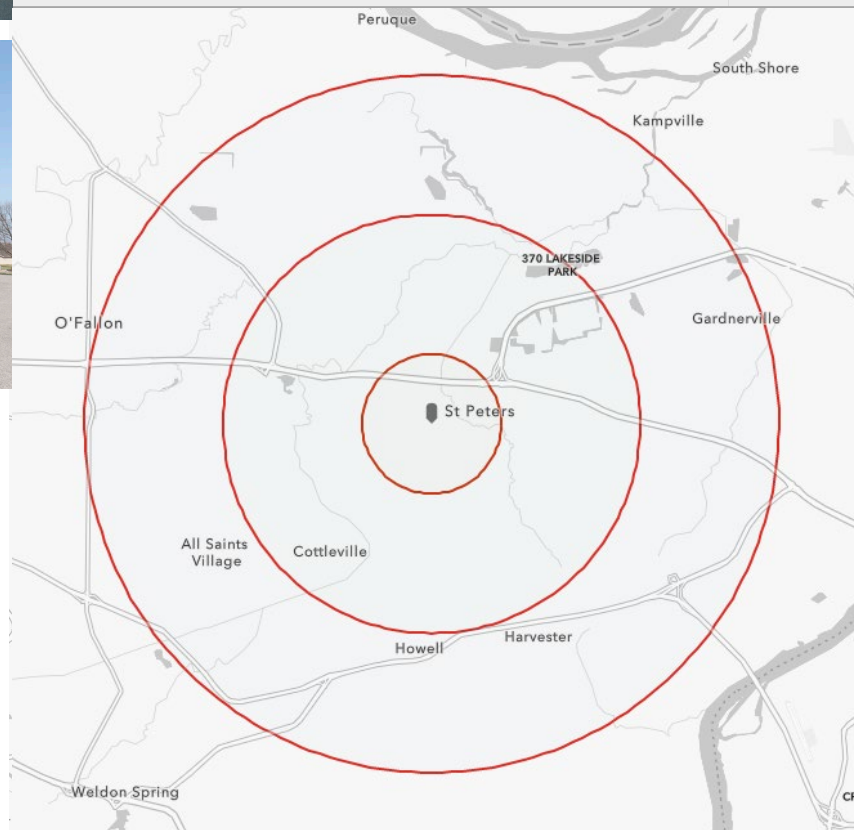 Peruque
South Shore
Kampville
370 LAKESIDE
PARK
O'Fallon
Gardnerville
St Peters
All Saints
Village
Cottleville
Harvester
Howell
Weldon Spring